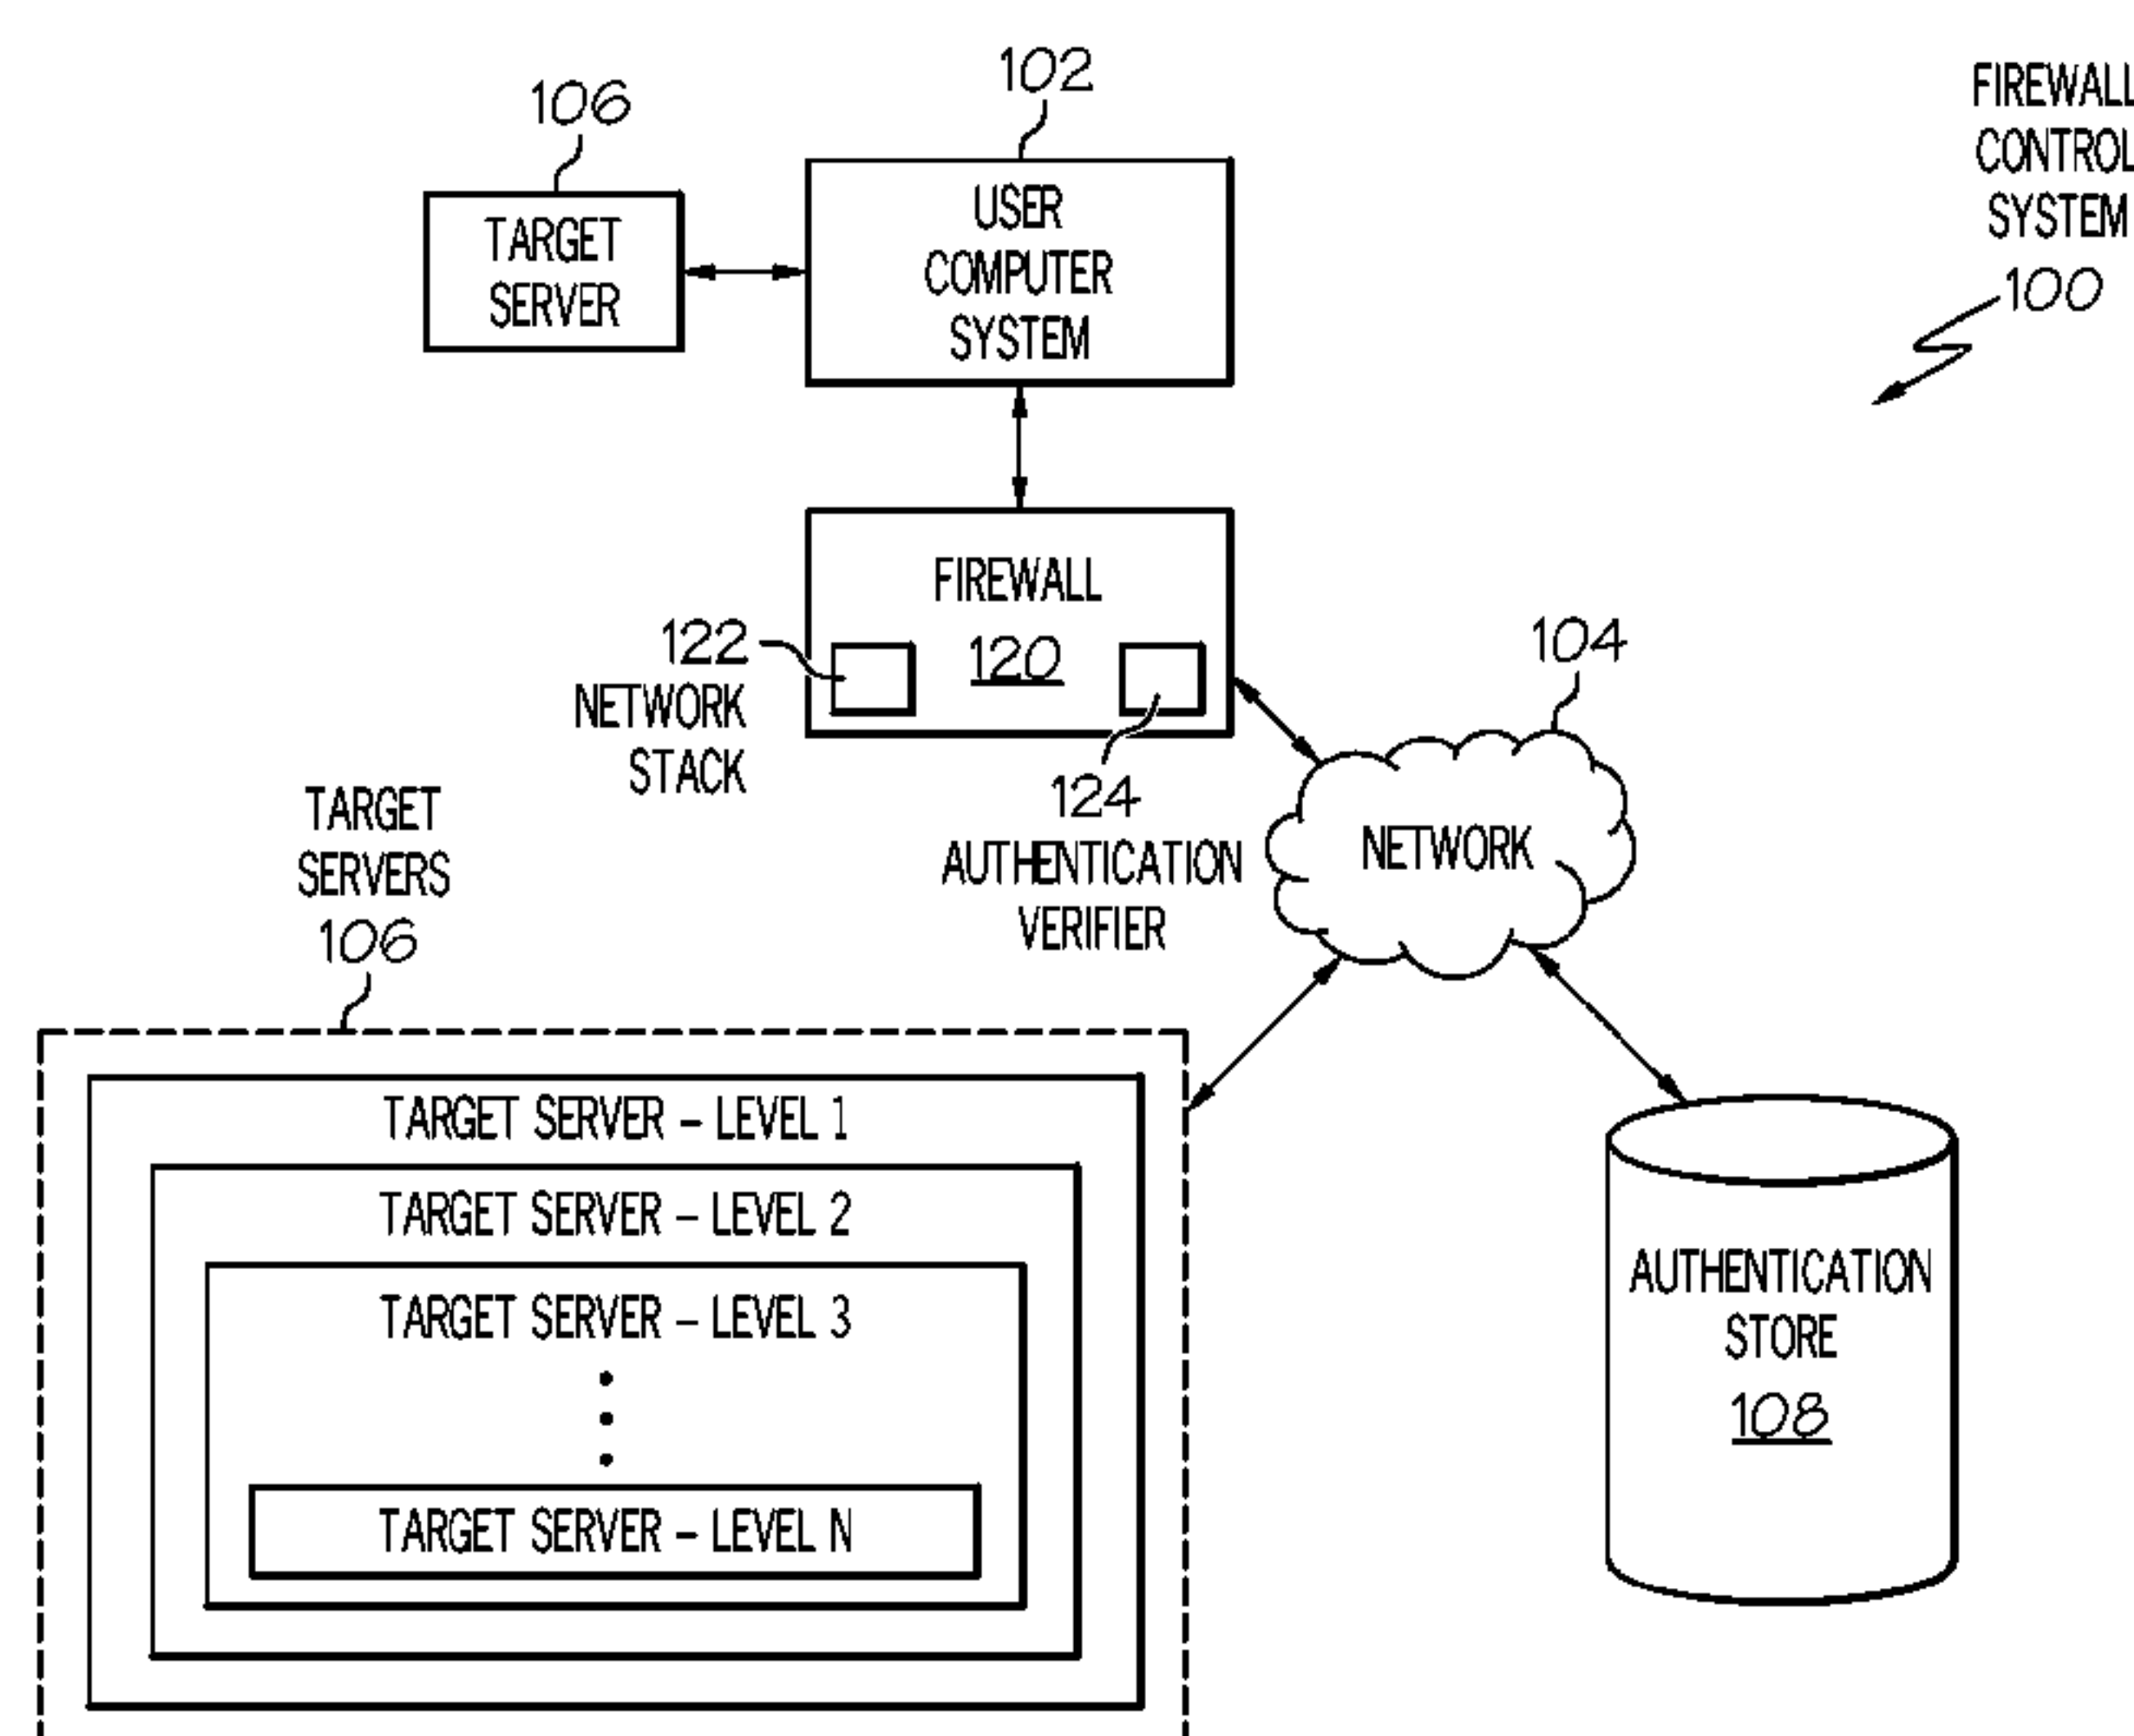 102
106
FIREWALL
CONTROL
SYSTEM
100
USER
COMPUTER
SYSTEM
TARGET
SERVER
FIREWALL
120
122
NETWORK
STACK
124
AUTHENTICATION
VERIFIER
104
NETWORK
TARGET
SERVERS
106
TARGET SERVER – LEVEL 1
TARGET SERVER – LEVEL 2
TARGET SERVER – LEVEL 3
TARGET SERVER – LEVEL N
AUTHENTICATION
STORE
108